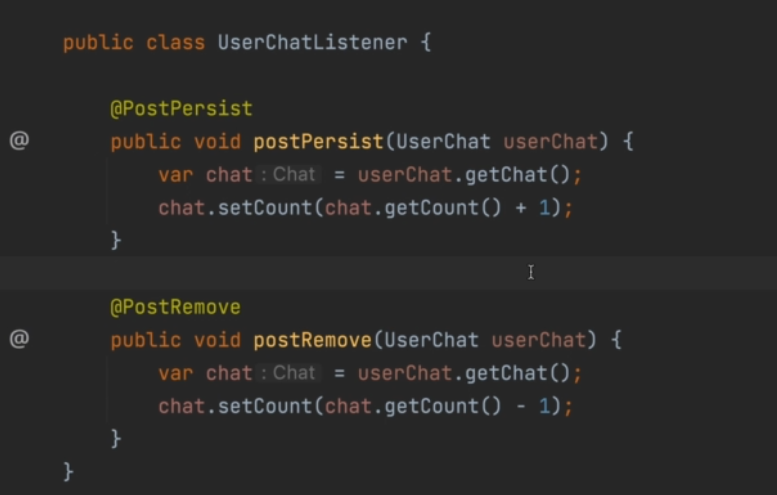 public class UserChatListener {
@PostPersist
@ public void postPersist(UserChat userChat) {
var chat : Chat = userChat.getChat();
chat.setCount(chat.getCount() + 1);
}
@PostRemove
@ public void postRemove(UserChat userChat) {
var chat : Chat = userChat.getChat();
chat.setCount(chat.getCount() - 1);
}
}